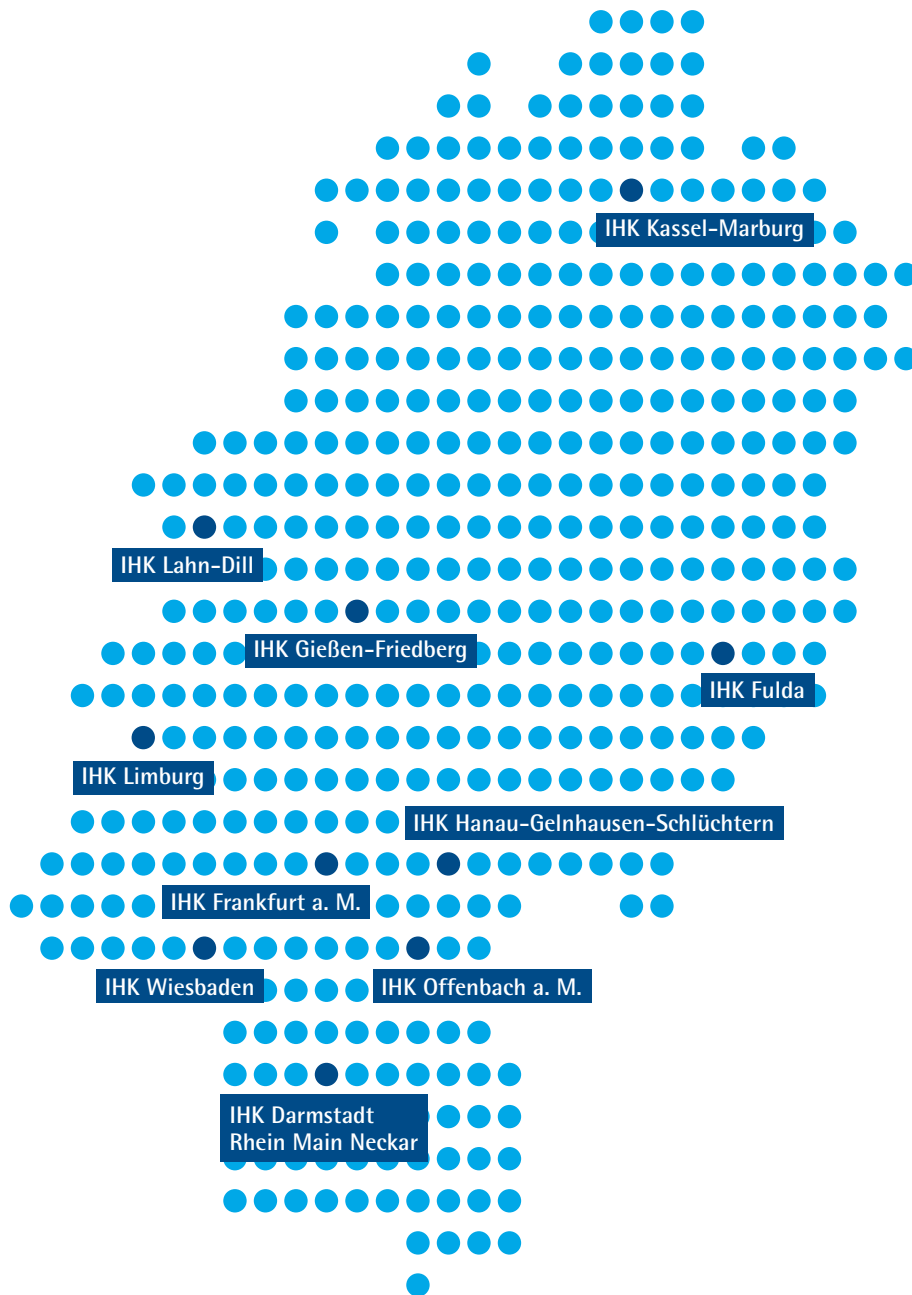 IHK Kassel-Marburg
IHK Lahn-Dill
IHK Gießen-Friedberg
IHK Fulda
IHK Limburg
IHK Hanau-Gelnhausen-Schlüchtern
IHK Frankfurt a. M.
IHK Wiesbaden
IHK Offenbach a. M.
IHK Darmstadt
Rhein Main Neckar